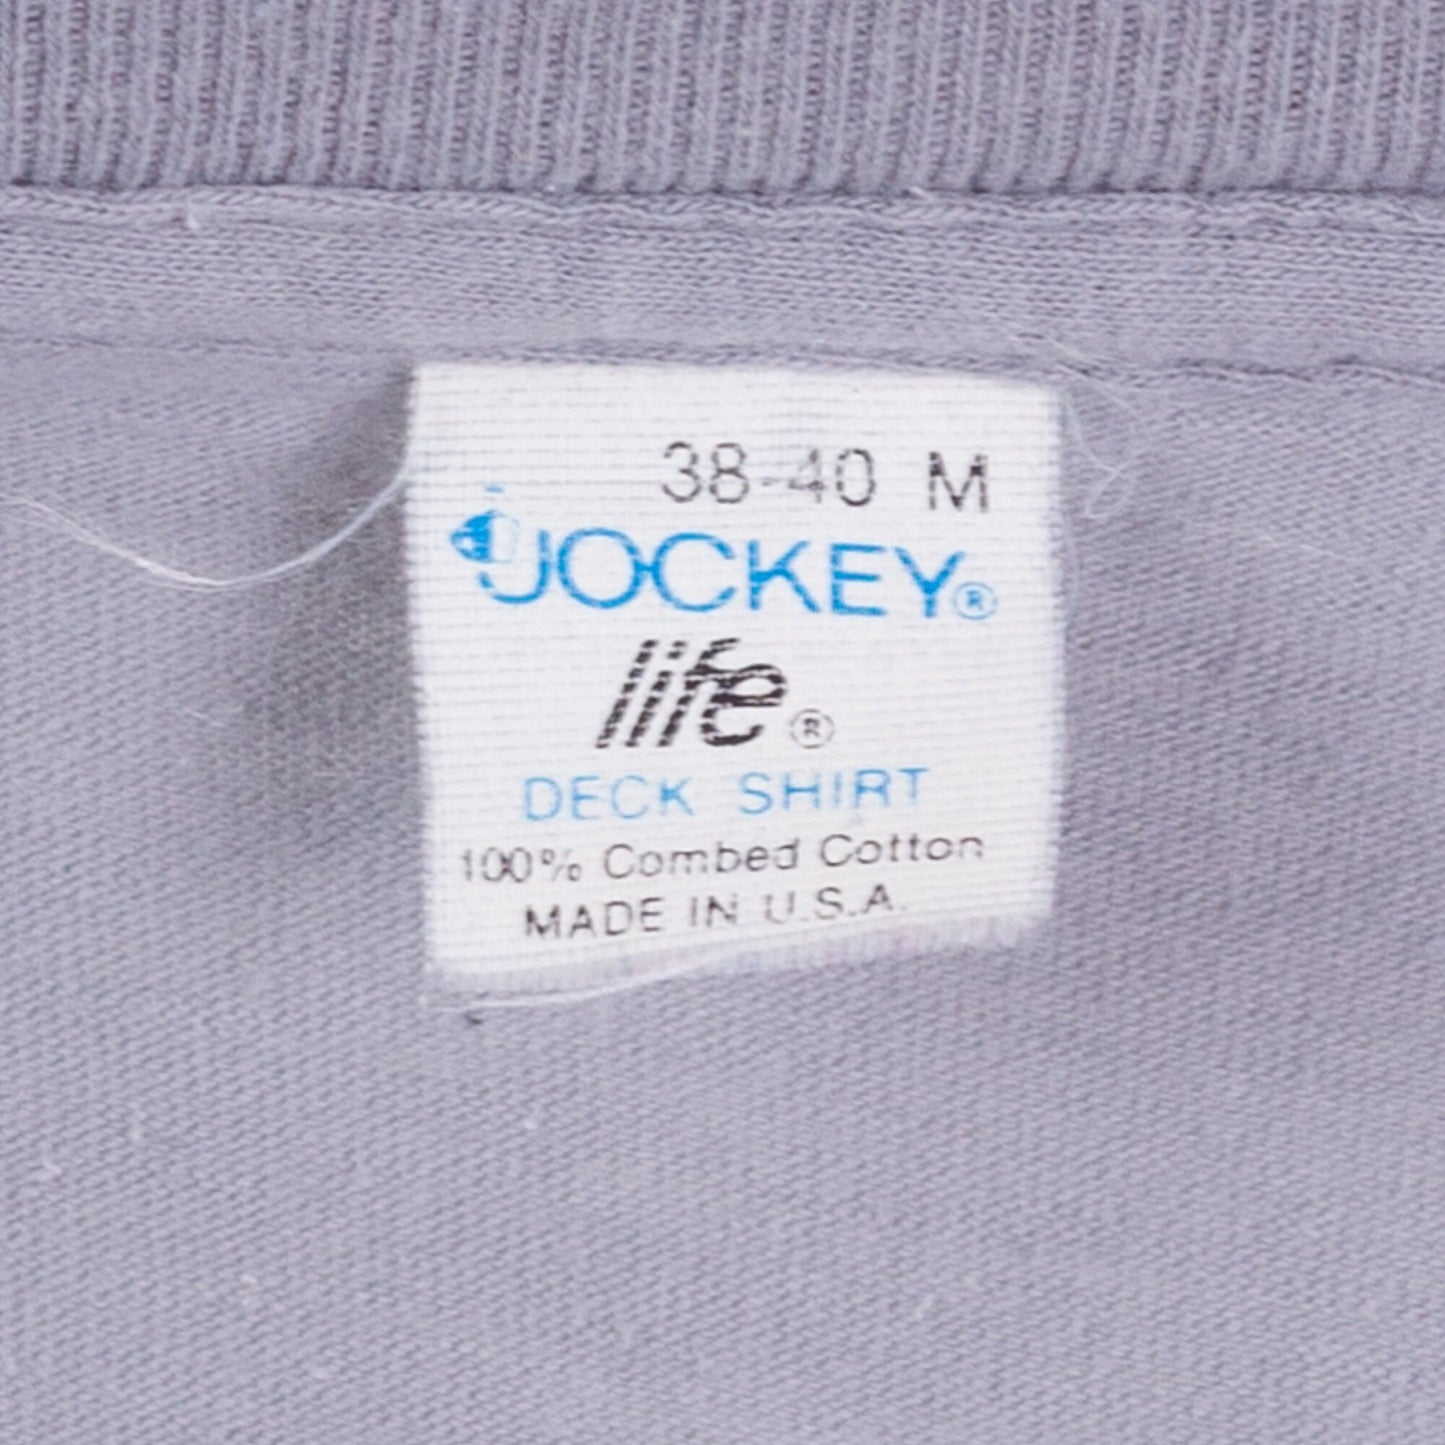 38-40 M
JOCKEY®
life®
DECK SHIRT
100% Combed Cotton
MADE IN U.S.A.